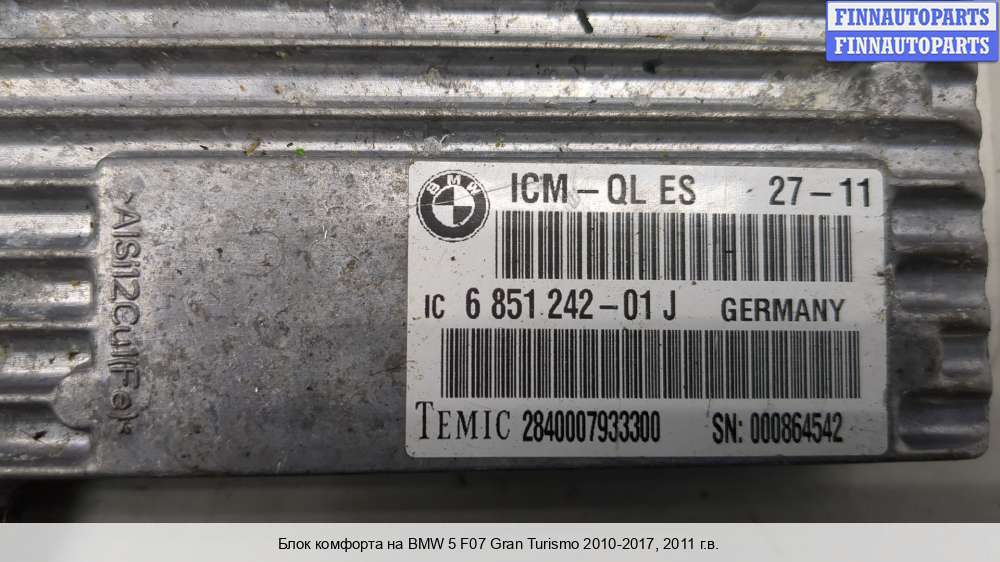 FINNAUTOPARTS
FINNAUTOPARTS
BMW
ICM - QL ES 27-11
IC 6 851 242-01 J GERMANY
TEMIC 2840007933300 SN: 000864542
>AlSi12Cu(Fe)<
Блок комфорта на BMW 5 F07 Gran Turismo 2010-2017, 2011 г.в.